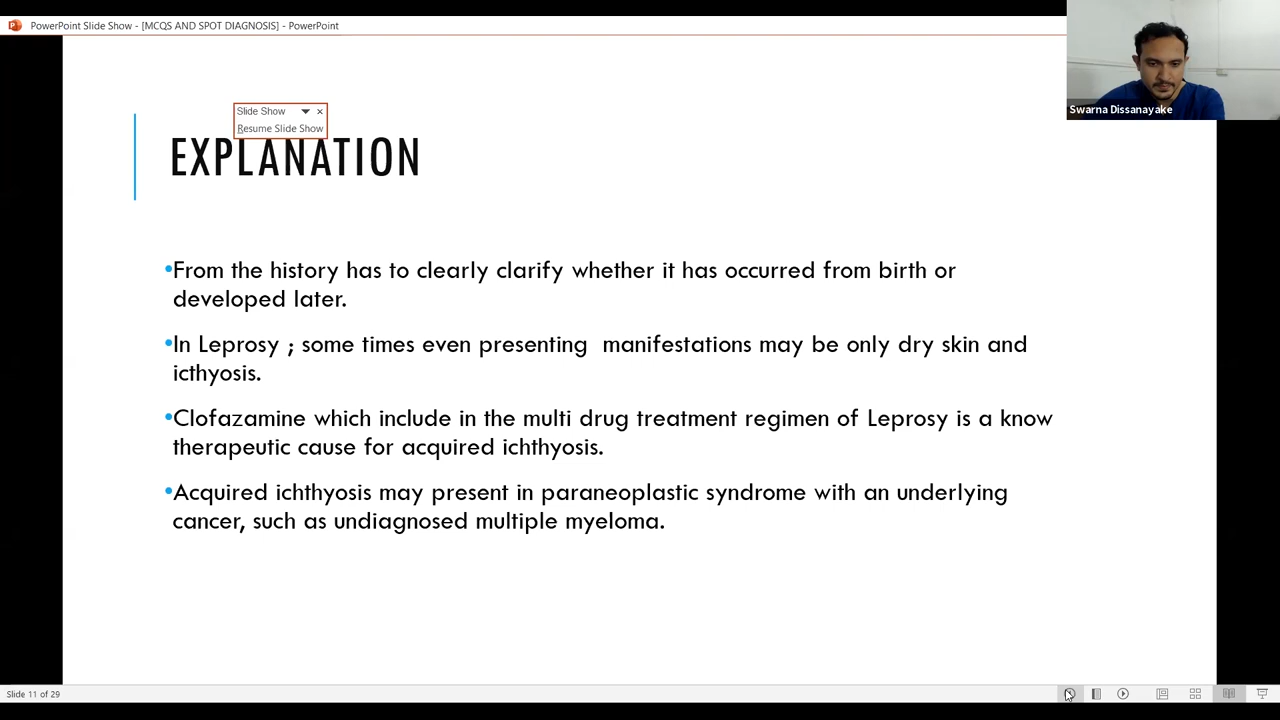 PowerPoint Slide Show - [MCQS AND SPOT DIAGNOSIS] - PowerPoint
Swarna Dissanayake
Slide Show
Resume Slide Show
EXPLANATION
•From the history has to clearly clarify whether it has occurred from birth or
developed later.
•In Leprosy ; some times even presenting manifestations may be only dry skin and
icthyosis.
•Clofazamine which include in the multi drug treatment regimen of Leprosy is a know
therapeutic cause for acquired ichthyosis.
•Acquired ichthyosis may present in paraneoplastic syndrome with an underlying
cancer, such as undiagnosed multiple myeloma.
Slide 11 of 29